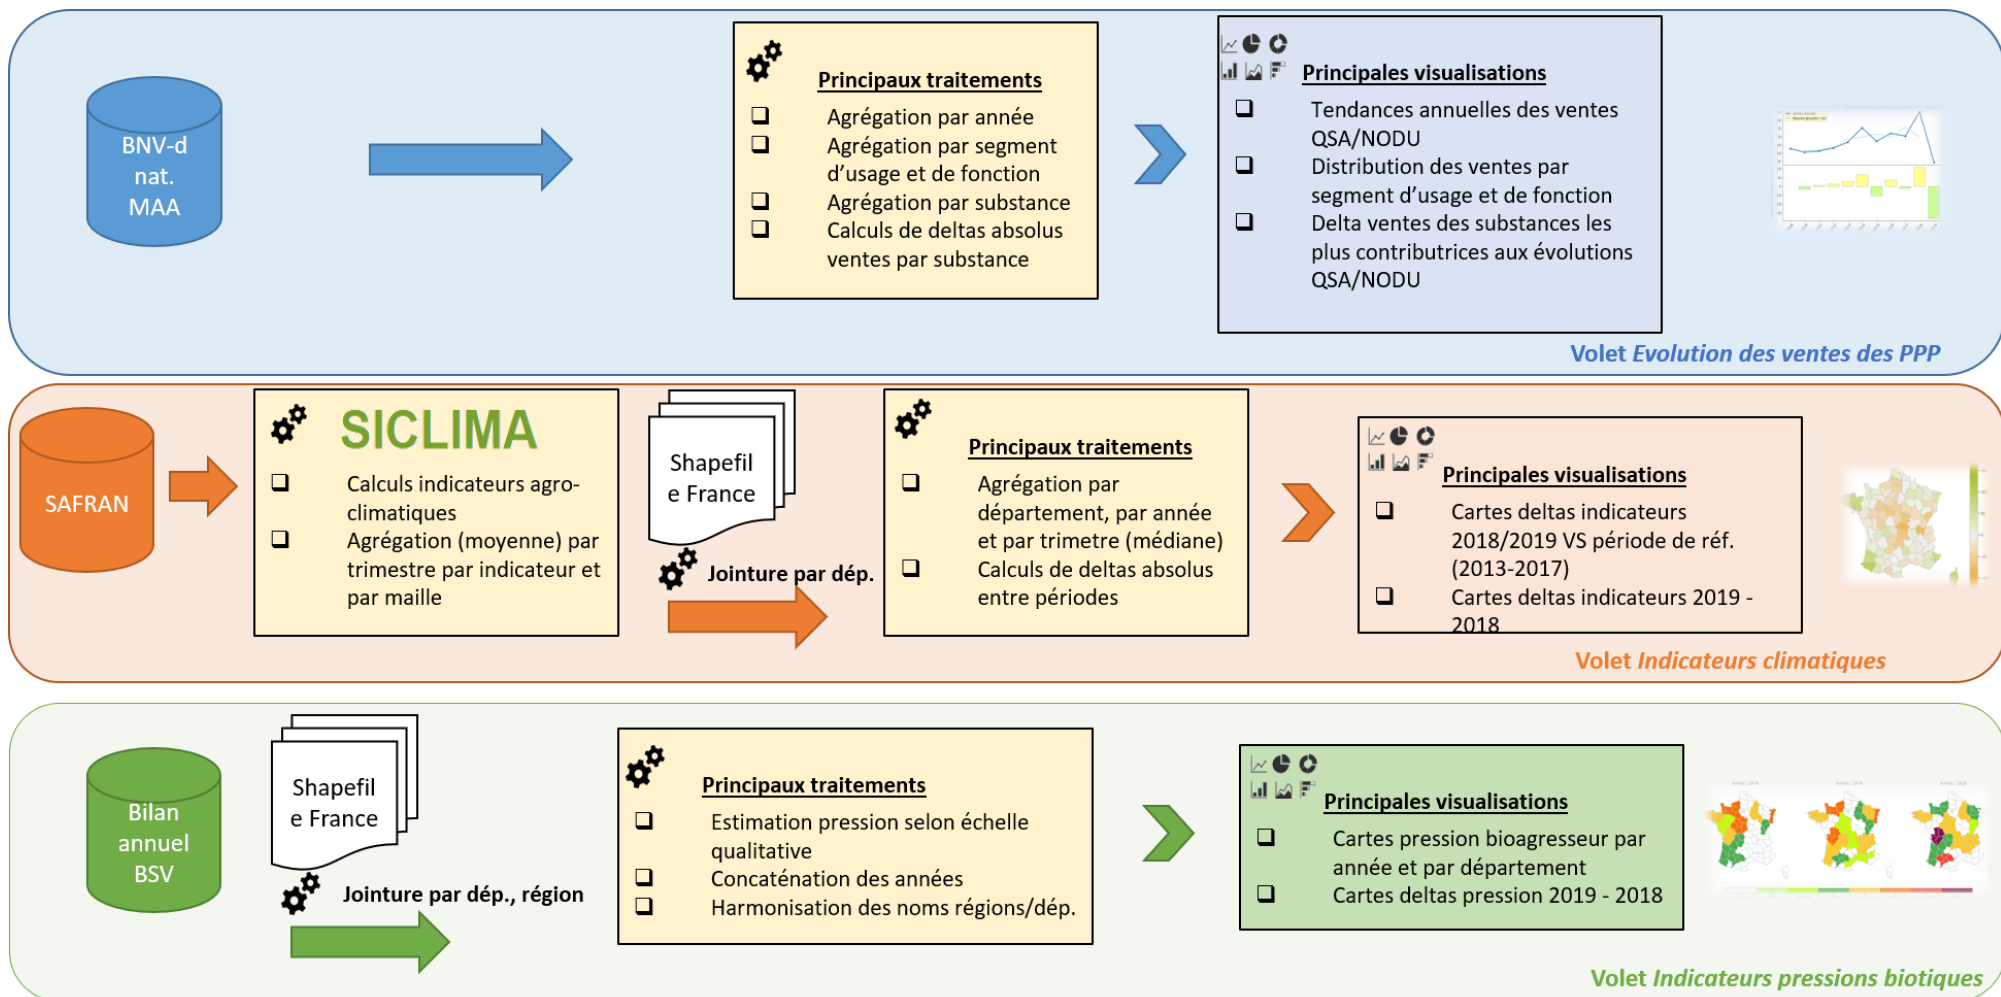 BNV-d
nat.
MAA
Principaux traitements
❑ Agrégation par année
❑ Agrégation par segment
d’usage et de fonction
❑ Agrégation par substance
❑ Calculs de deltas absolus
ventes par substance
Principales visualisations
❑ Tendances annuelles des ventes
QSA/NODU
❑ Distribution des ventes par
segment d’usage et de fonction
❑ Delta ventes des substances les
plus contributrices aux évolutions
QSA/NODU
Volet Evolution des ventes des PPP
SAFRAN
SICLIMA
❑ Calculs indicateurs agro-
climatiques
❑ Agrégation (moyenne) par
trimestre par indicateur et
par maille
Shapefil
e France
Jointure par dép.
Principaux traitements
❑ Agrégation par
département, par année
et par trimetre (médiane)
❑ Calculs de deltas absolus
entre périodes
Principales visualisations
❑ Cartes deltas indicateurs
2018/2019 VS période de réf.
(2013-2017)
❑ Cartes deltas indicateurs 2019 -
2018
Volet Indicateurs climatiques
Bilan
annuel
BSV
Shapefil
e France
Jointure par dép., région
Principaux traitements
❑ Estimation pression selon échelle
qualitative
❑ Concaténation des années
❑ Harmonisation des noms régions/dép.
Principales visualisations
❑ Cartes pression bioagresseur par
année et par département
❑ Cartes deltas pression 2019 - 2018
Volet Indicateurs pressions biotiques